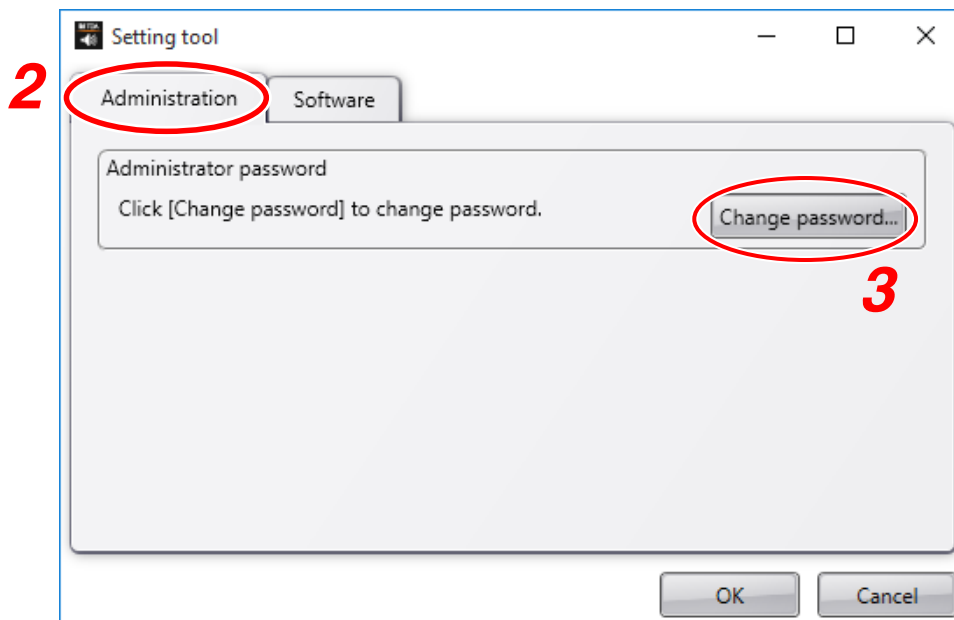 Setting tool
2
Administration
Software
Administrator password
Click [Change password] to change password.
Change password...
3
OK
Cancel